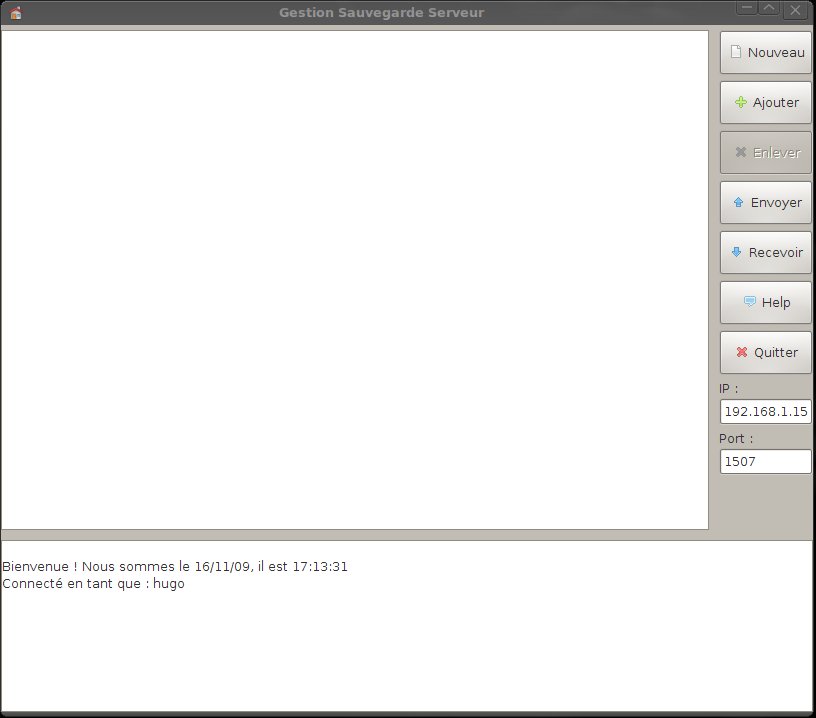 Gestion Sauvegarde Serveur
Nouveau
Ajouter
Enlever
Envoyer
Recevoir
Help
Quitter
IP :
192.168.1.15
Port :
1507
Bienvenue ! Nous sommes le 16/11/09, il est 17:13:31
Connecté en tant que : hugo